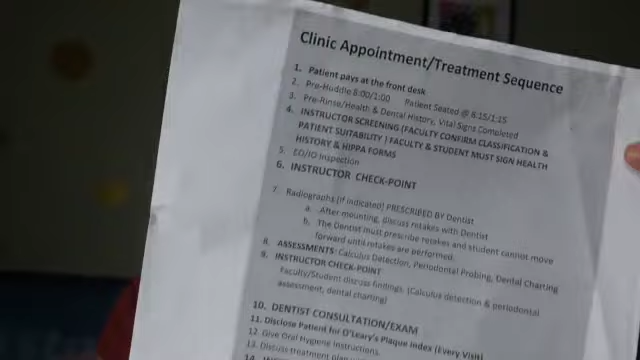 Clinic Appointment/Treatment Sequence
1. Patient pays at the front desk
2. Pre-Huddle 8:00/1:00 Patient Seated @ 8:15/1:15
3. Pre-Rinse/Health & Dental History, Vital Signs Completed
4. INSTRUCTOR SCREENING (FACULTY CONFIRM CLASSIFICATION &
PATIENT SUITABILITY ) FACULTY & STUDENT MUST SIGN HEALTH
HISTORY & HIPPA FORMS
5. EO/IO Inspection
6. INSTRUCTOR CHECK-POINT
7. Radiographs (if indicated) PRESCRIBED BY Dentist
a. After mounting, discuss retakes with Dentist
b. The Dentist must prescribe retakes and student cannot move
forward until retakes are performed.
8. ASSESSMENTS: Calculus Detection, Periodontal Probing, Dental Charting
9. INSTRUCTOR CHECK-POINT
Faculty/Student discuss findings, (Calculus detection & periodontal
assessment, dental charting)
10. DENTIST CONSULTATION/EXAM
11. Disclose Patient for O'Leary's Plaque Index (Every Visit)
12. Give Oral Hygiene Instructions.
13. Discuss treatment plan
14.